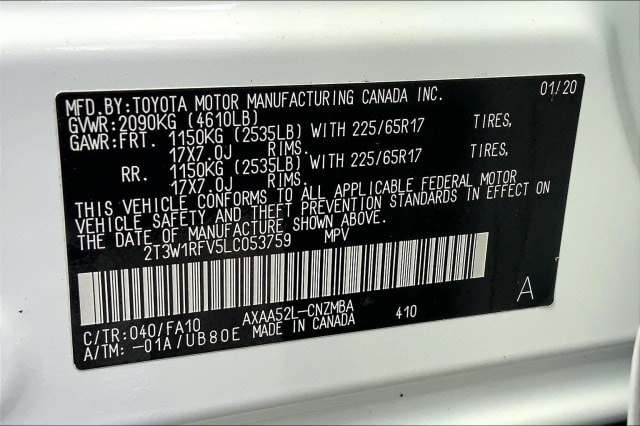 MFD.BY:TOYOTA MOTOR MANUFACTURING CANADA INC. 01/20
GVWR:2090KG (4610LB)
GAWR:FRT. 1150KG (2535LB) WITH 225/65R17 TIRES,
17X7.0J RIMS.
RR. 1150KG (2535LB) WITH 225/65R17 TIRES,
17X7.0J RIMS.
THIS VEHICLE CONFORMS TO ALL APPLICABLE FEDERAL MOTOR
VEHICLE SAFETY AND THEFT PREVENTION STANDARDS IN EFFECT ON
THE DATE OF MANUFACTURE SHOWN ABOVE.
2T3W1RFV5LC053759 MPV
A
C/TR:040/FA10 AXAA52L-CNZMBA 410
A/TM:-01A/UB80E MADE IN CANADA